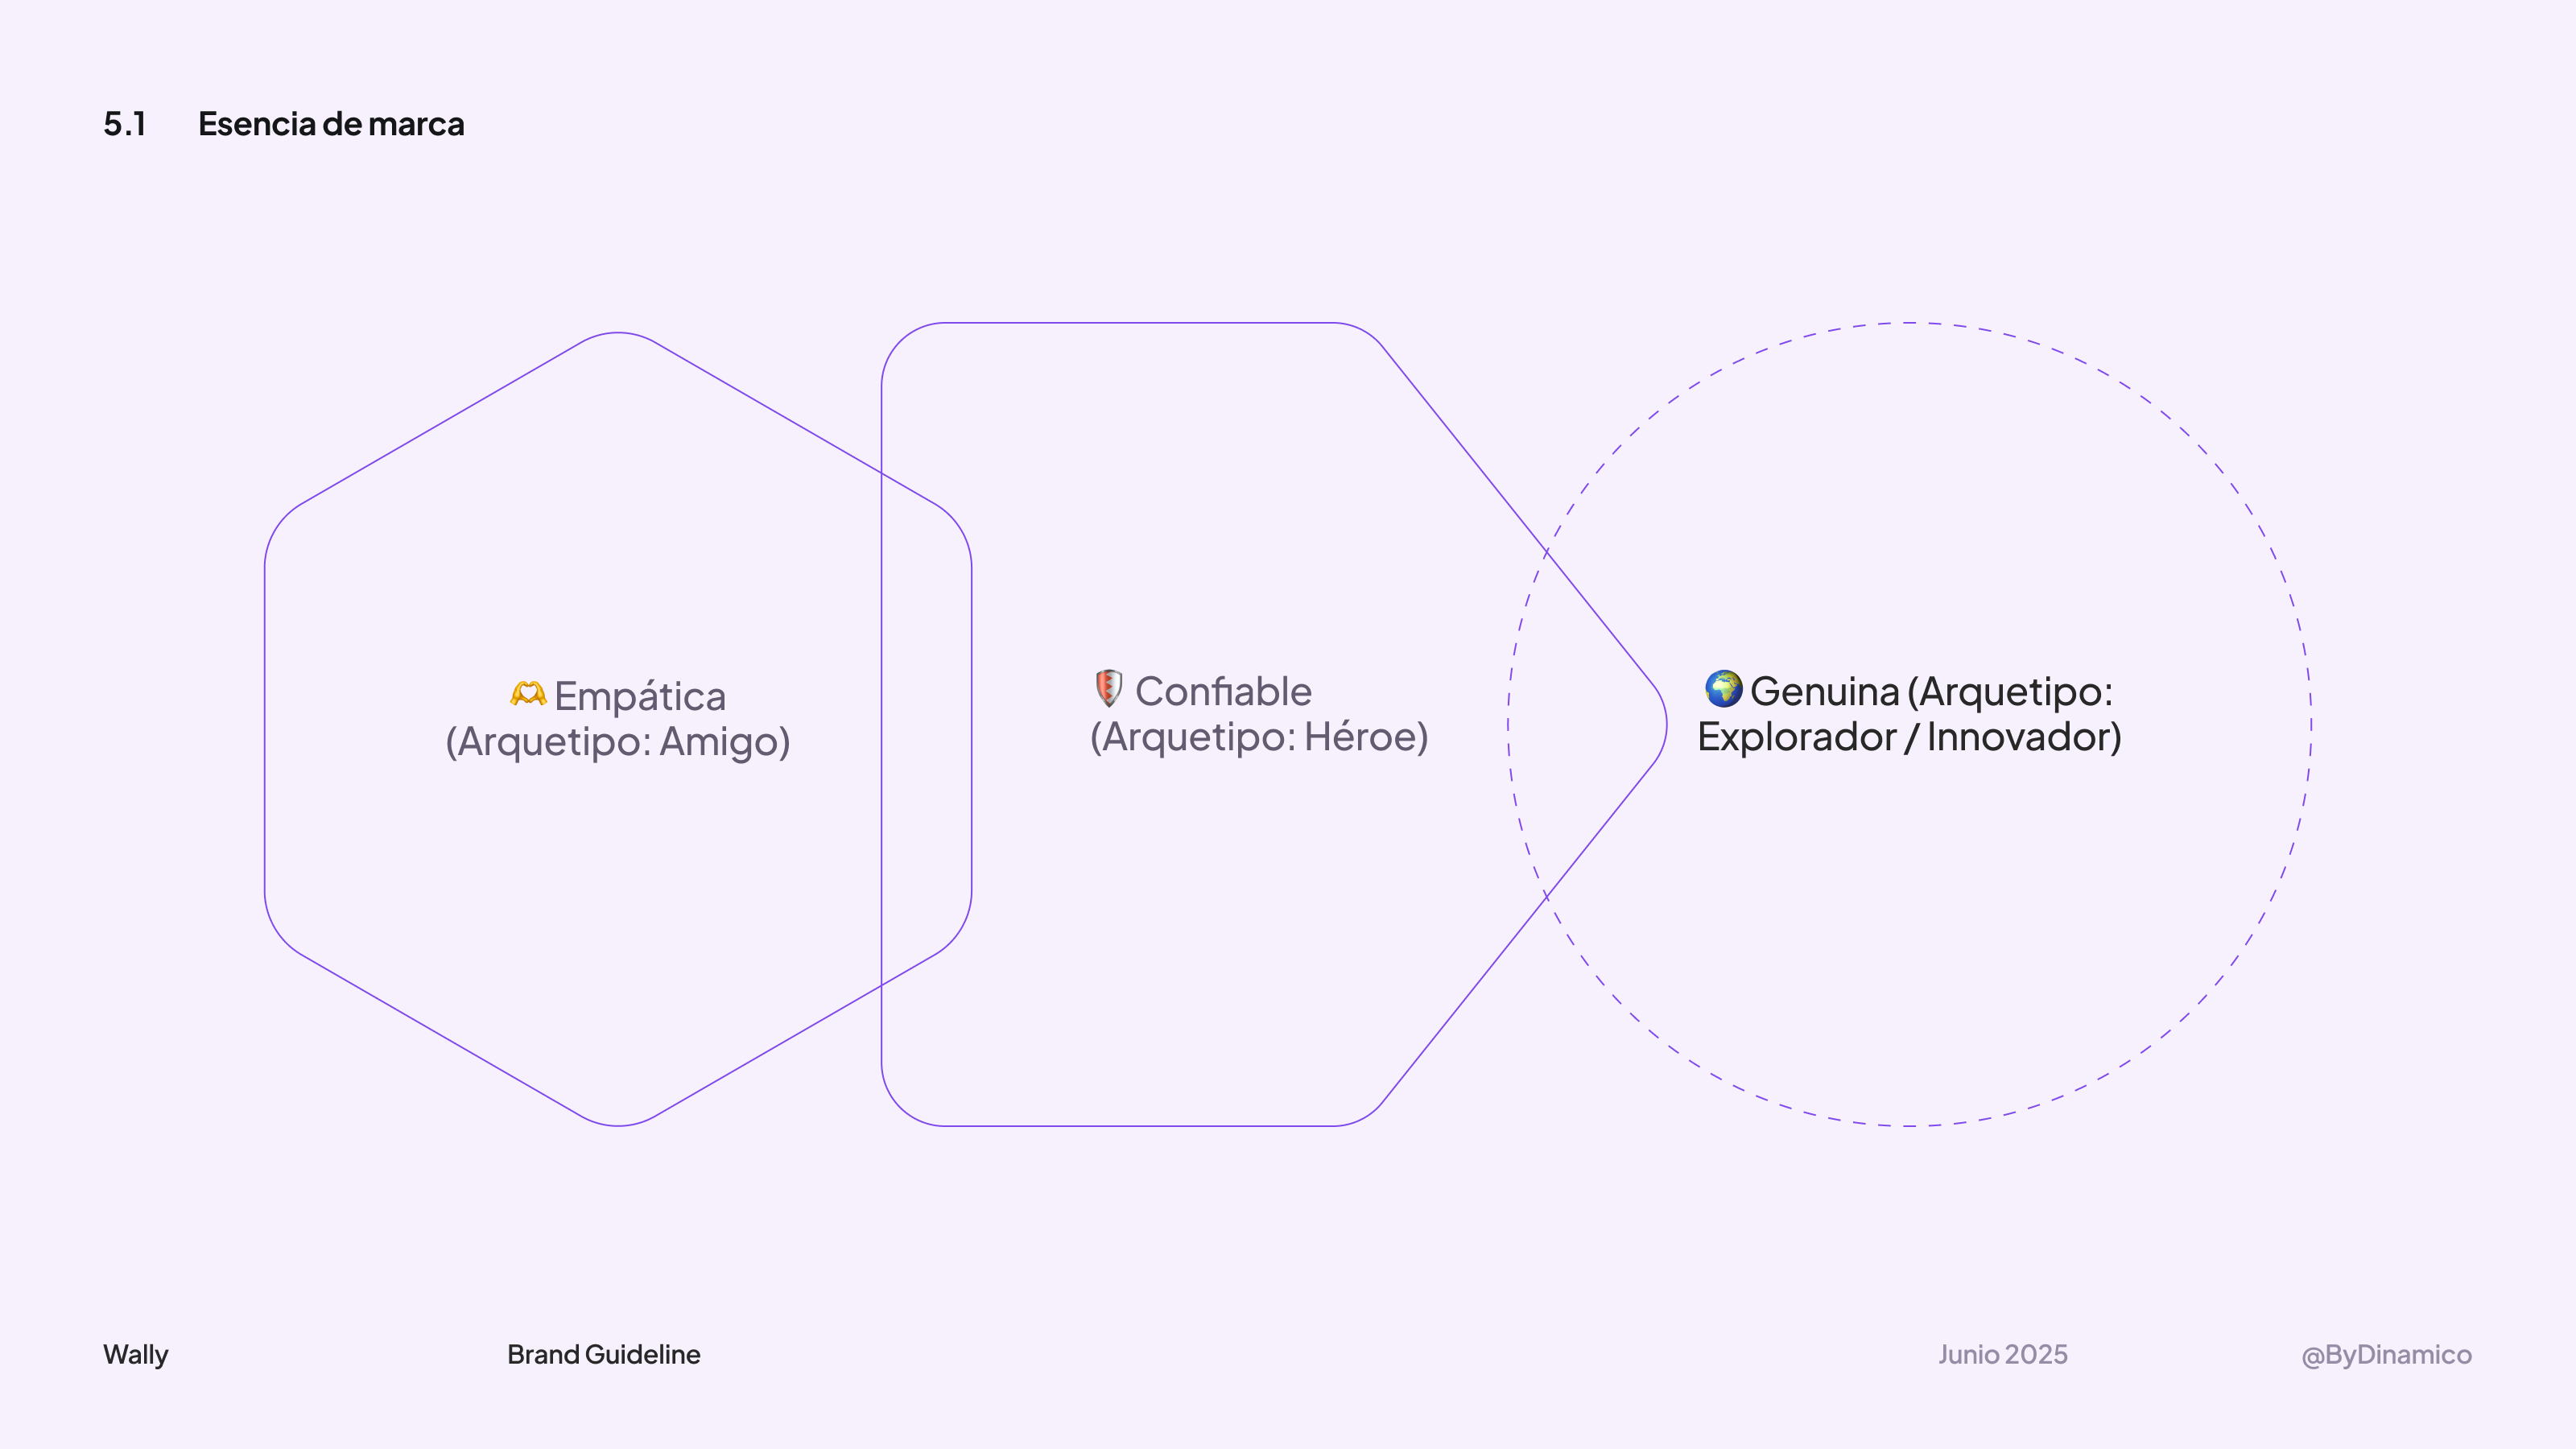 5.1 Esencia de marca
🫶 Empática
(Arquetipo: Amigo)
🛡️ Confiable
(Arquetipo: Héroe)
🌍 Genuina (Arquetipo:
Explorador / Innovador)
Wally
Brand Guideline
Junio 2025
@ByDinamico